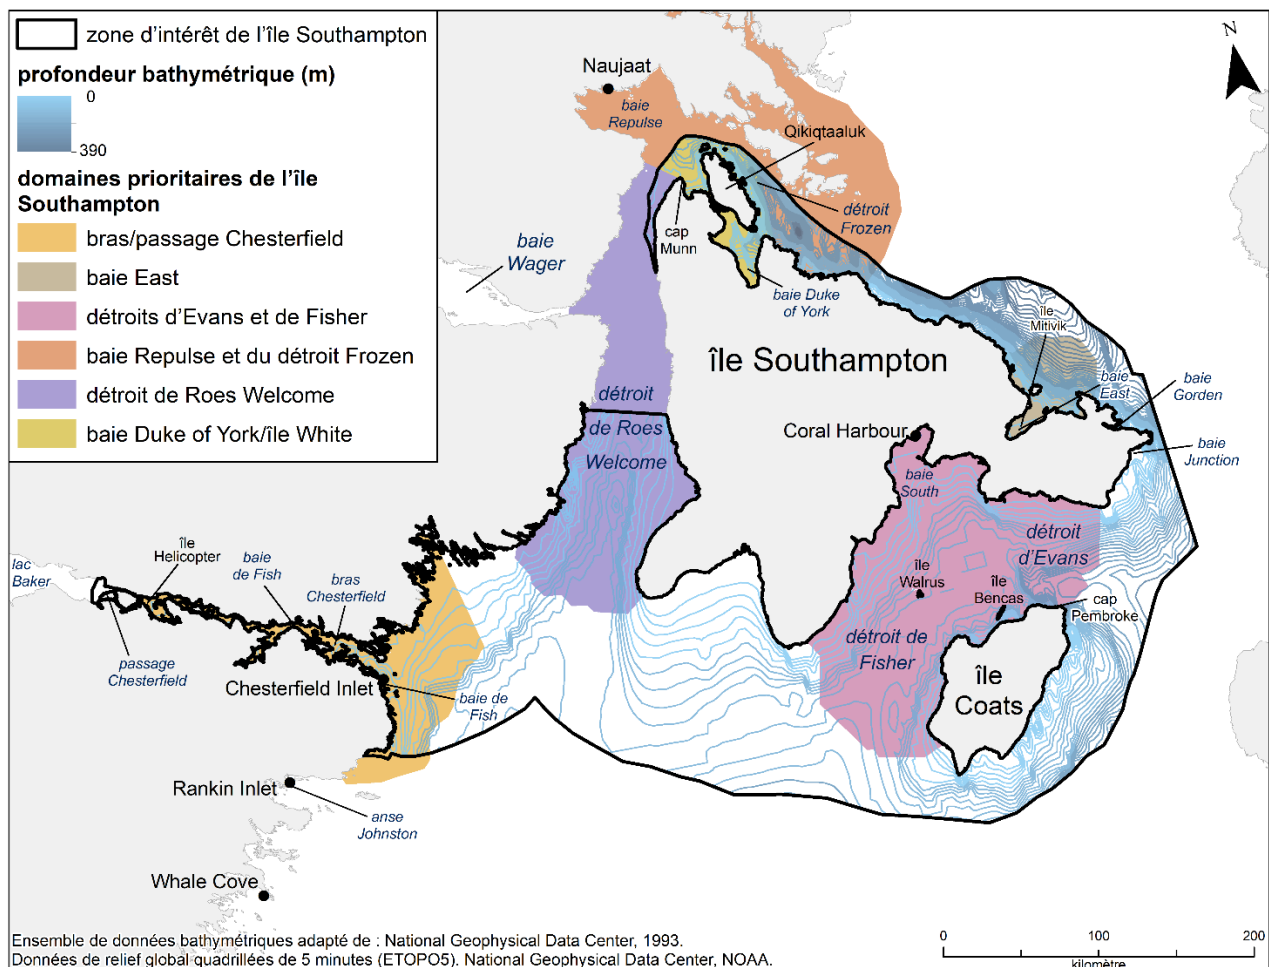 zone d'intérêt de l'île Southampton
profondeur bathymétrique (m)
0
390
domaines prioritaires de l'île
Southampton
bras/passage Chesterfield
baie East
détroits d'Evans et de Fisher
baie Repulse et du détroit Frozen
détroit de Roes Welcome
baie Duke of York/île White
N
Naujaat
baie
Repulse
Qikiqtaaluk
détroit
Frozen
cap
Munn
baie
Wager
baie Duke
of York
île
Mitivik
île Southampton
baie
East
baie
Gorden
détroit
de Roes
Welcome
Coral Harbour
baie
Junction
baie
South
détroit
d'Evans
île
Helicopter
baie
de Fish
bras
Chesterfield
lac
Baker
île
Walrus
île
Bencas
cap
Pembroke
détroit de
Fisher
passage
Chesterfield
Chesterfield Inlet
baie de
Fish
île
Coats
Rankin Inlet
anse
Johnston
Whale Cove
Ensemble de données bathymétriques adapté de : National Geophysical Data Center, 1993.
Données de relief global quadrillées de 5 minutes (ETOPO5). National Geophysical Data Center, NOAA.
0 100 200
kilomètre